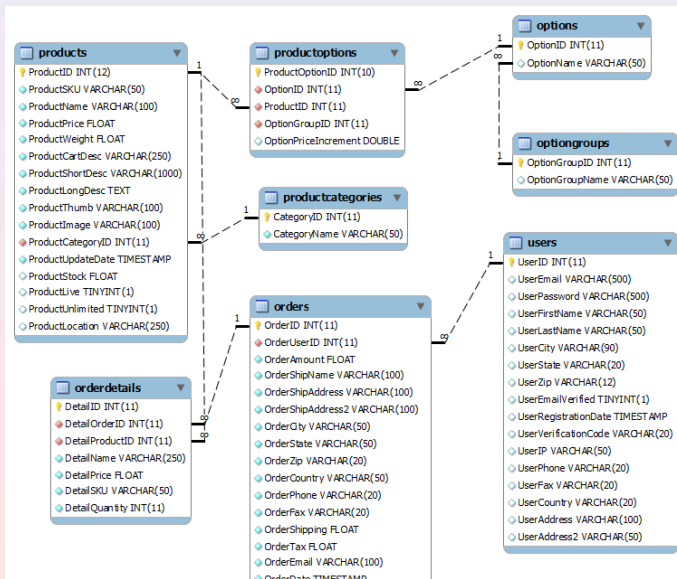 products
ProductID INT(12)
ProductSKU VARCHAR(50)
ProductName VARCHAR(100)
ProductPrice FLOAT
ProductWeight FLOAT
ProductCartDesc VARCHAR(250)
ProductShortDesc VARCHAR(1000)
ProductLongDesc TEXT
ProductThumb VARCHAR(100)
ProductImage VARCHAR(100)
ProductCategoryID INT(11)
ProductUpdateDate TIMESTAMP
ProductStock FLOAT
ProductLive TINYINT(1)
ProductUnlimited TINYINT(1)
ProductLocation VARCHAR(250)
1
∞
∞
productoptions
ProductOptionID INT(10)
OptionID INT(11)
ProductID INT(11)
OptionGroupID INT(11)
OptionPriceIncrement DOUBLE
∞
1
∞
options
OptionID INT(11)
OptionName VARCHAR(50)
1
optiongroups
OptionGroupID INT(11)
OptionGroupName VARCHAR(50)
1
productcategories
CategoryID INT(11)
CategoryName VARCHAR(50)
orderdetails
DetailID INT(11)
DetailOrderID INT(11)
DetailProductID INT(11)
DetailName VARCHAR(250)
DetailPrice FLOAT
DetailSKU VARCHAR(50)
DetailQuantity INT(11)
∞
∞
1
orders
OrderID INT(11)
OrderUserID INT(11)
OrderAmount FLOAT
OrderShipName VARCHAR(100)
OrderShipAddress VARCHAR(100)
OrderShipAddress2 VARCHAR(100)
OrderCity VARCHAR(50)
OrderState VARCHAR(50)
OrderZip VARCHAR(20)
OrderCountry VARCHAR(50)
OrderPhone VARCHAR(20)
OrderFax VARCHAR(20)
OrderShipping FLOAT
OrderTax FLOAT
OrderEmail VARCHAR(100)
OrderDate TIMESTAMP
∞
1
users
UserID INT(11)
UserEmail VARCHAR(500)
UserPassword VARCHAR(500)
UserFirstName VARCHAR(50)
UserLastName VARCHAR(50)
UserCity VARCHAR(90)
UserState VARCHAR(20)
UserZip VARCHAR(12)
UserEmailVerified TINYINT(1)
UserRegistrationDate TIMESTAMP
UserVerificationCode VARCHAR(20)
UserIP VARCHAR(50)
UserPhone VARCHAR(20)
UserFax VARCHAR(20)
UserCountry VARCHAR(20)
UserAddress VARCHAR(100)
UserAddress2 VARCHAR(50)